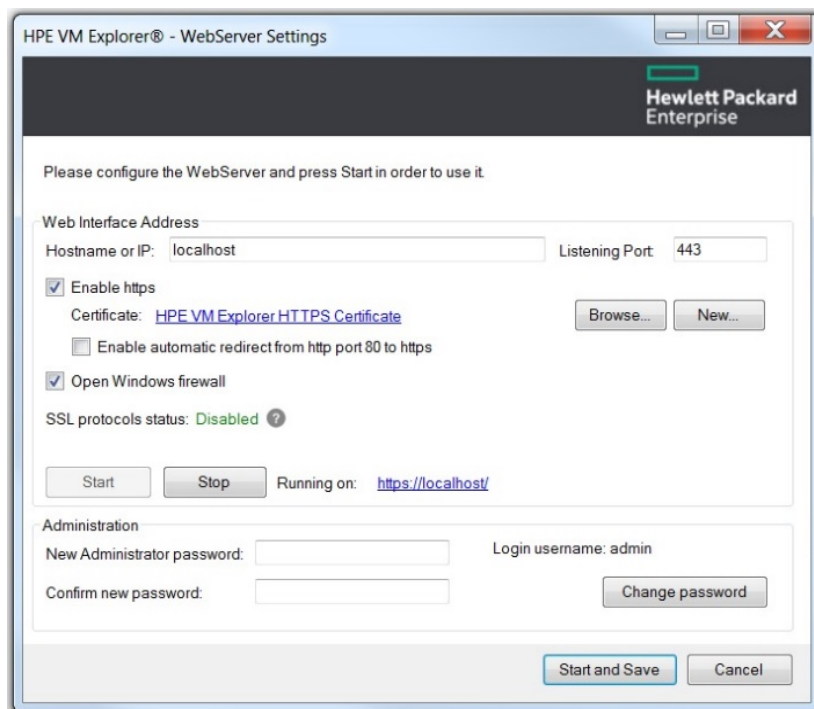 HPE VM Explorer® - WebServer Settings
Hewlett Packard
Enterprise
Please configure the WebServer and press Start in order to use it.
Web Interface Address
Hostname or IP: localhost Listening Port: 443
Enable https
Certificate: HPE VM Explorer HTTPS Certificate Browse... New...
Enable automatic redirect from http port 80 to https
Open Windows firewall
SSL protocols status: Disabled ?
Start Stop Running on: https://localhost/
Administration
New Administrator password: Login username: admin
Confirm new password: Change password
Start and Save Cancel